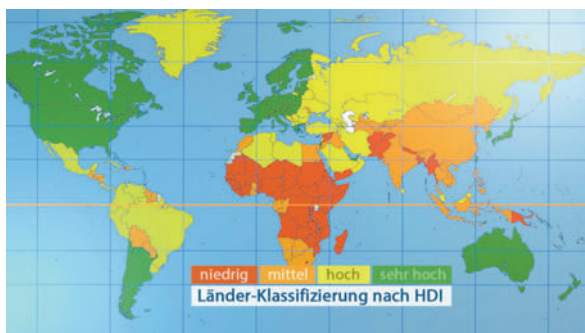 niedrig mittel hoch sehr hoch
Länder-Klassifizierung nach HDI